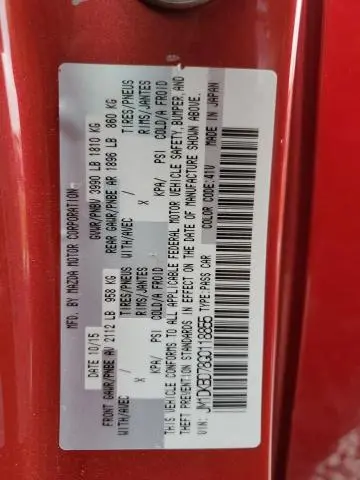 MFD. BY MAZDA MOTOR CORPORATION
DATE: 10/15 GVWR/PNBV 3990 LB 1810 KG
FRONT GAWR/PNBE AV 2112 LB 958 KG REAR GAWR/PNBE AR 1896 LB 860 KG
WITH/AVEC TIRES/PNEUS WITH/AVEC TIRES/PNEUS
X RIMS/JANTES X RIMS/JANTES
KPA/ PSI COLD/A FROID KPA/ PSI COLD/A FROID
THIS VEHICLE CONFORMS TO ALL APPLICABLE FEDERAL MOTOR VEHICLE SAFETY, BUMPER, AND
THEFT PREVENTION STANDARDS IN EFFECT ON THE DATE OF MANUFACTURE SHOWN ABOVE.
VIN: JM1DKBD78G0118855 TYPE: PASS CAR COLOR CODE: 41V MADE IN JAPAN